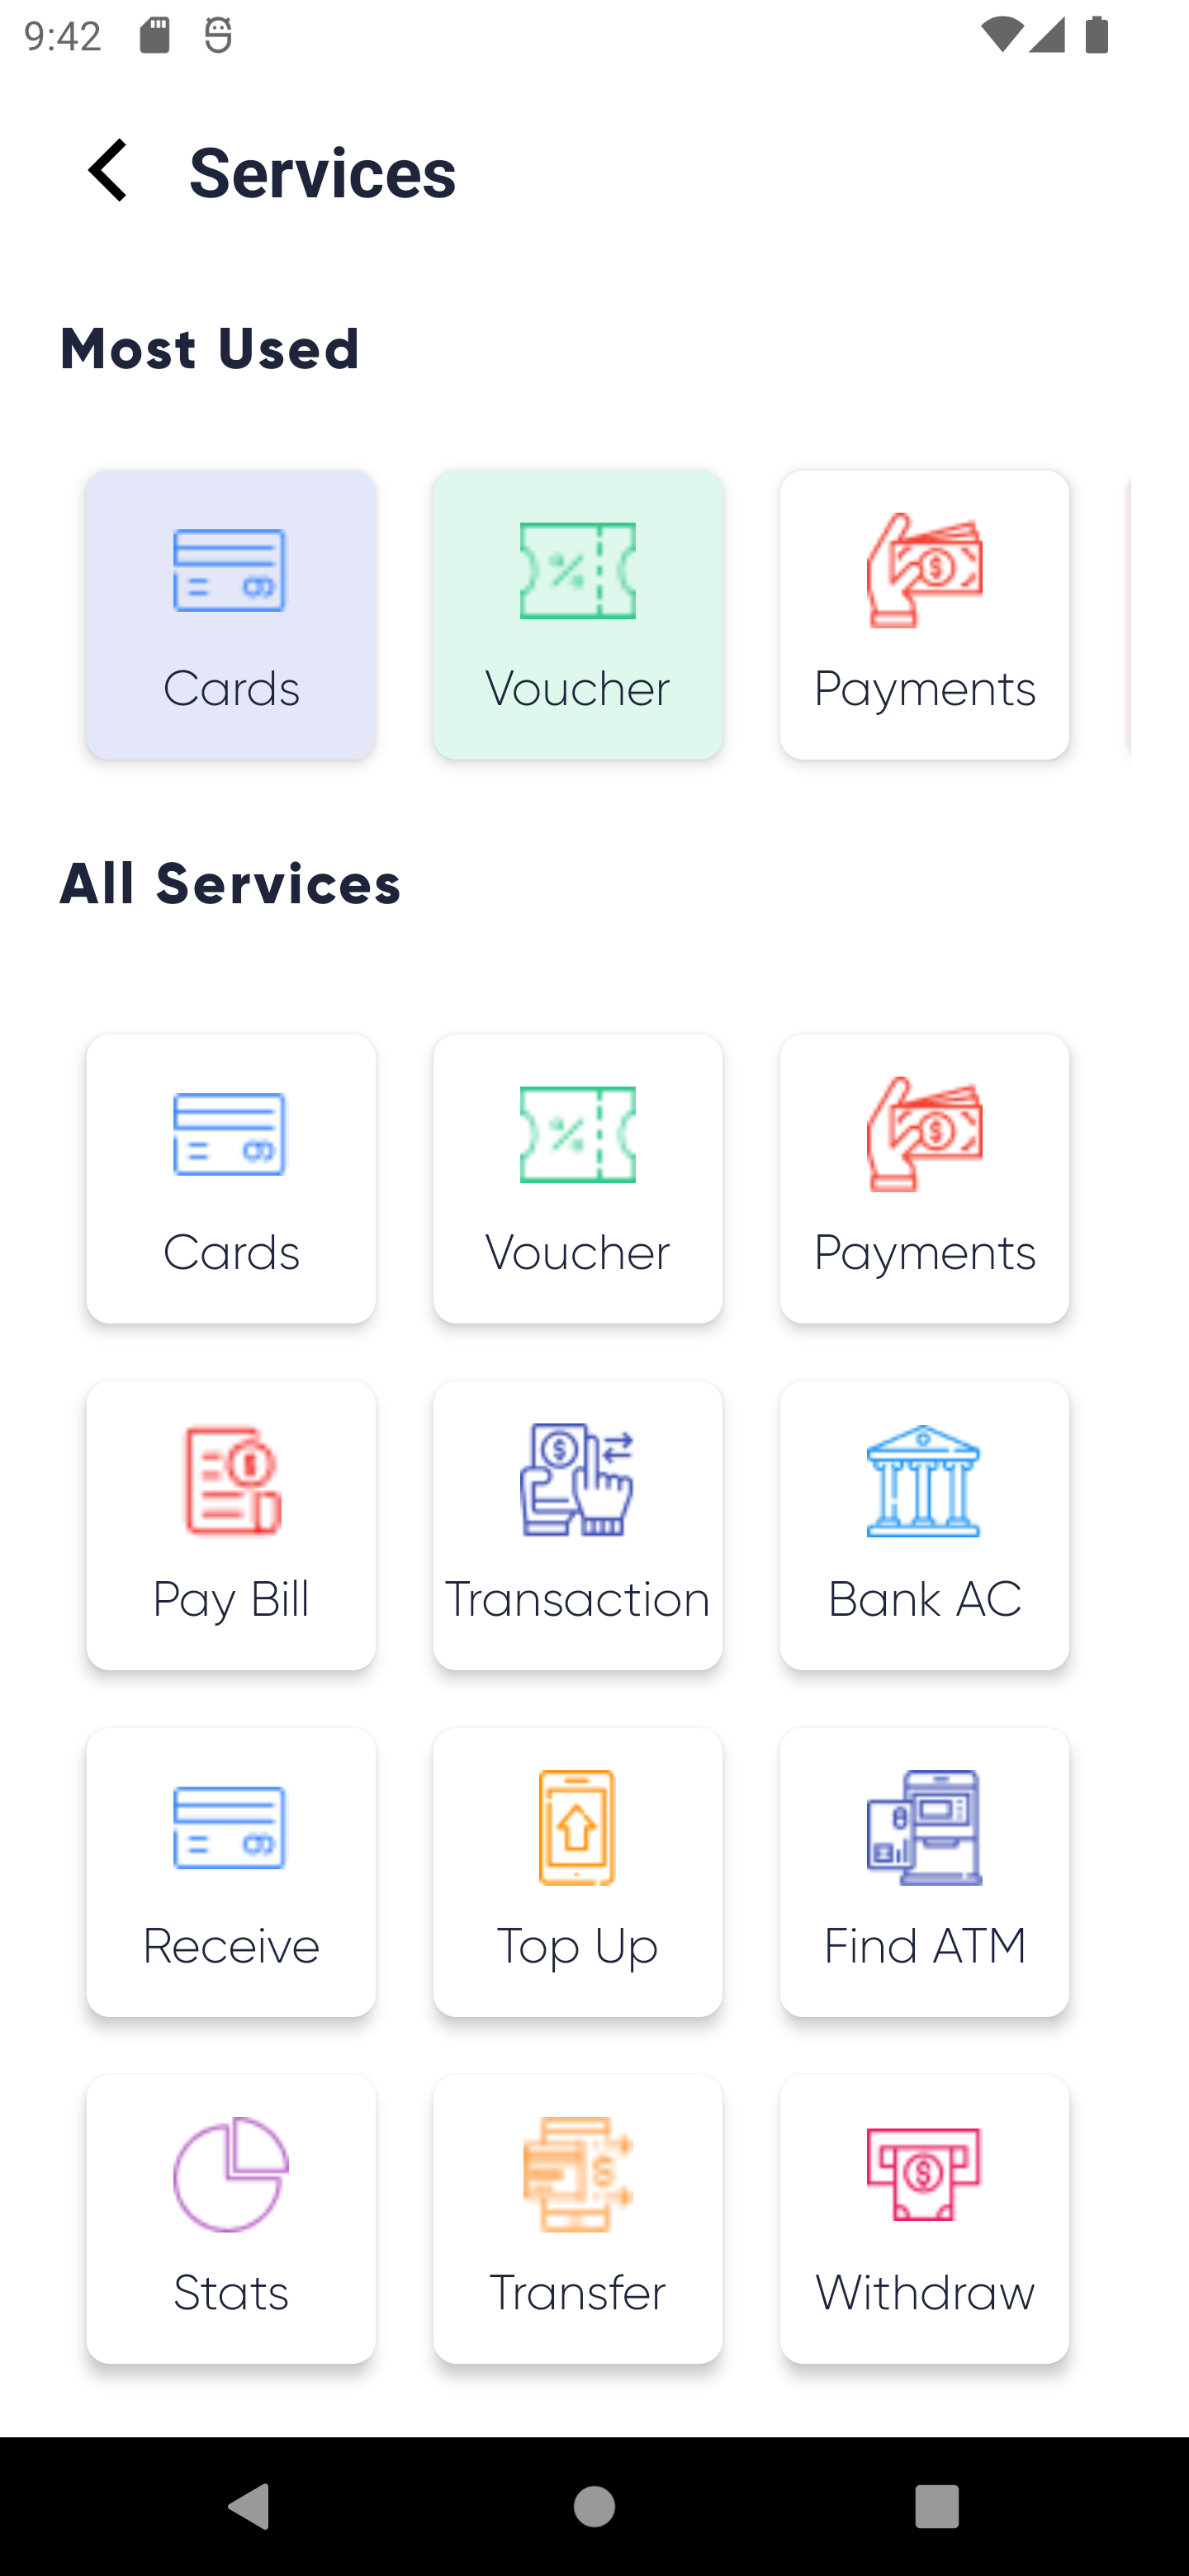 9:42
Services
Most Used
Cards
Voucher
Payments
All Services
Cards
Voucher
Payments
Pay Bill
Transaction
Bank AC
Receive
Top Up
Find ATM
Stats
Transfer
Withdraw